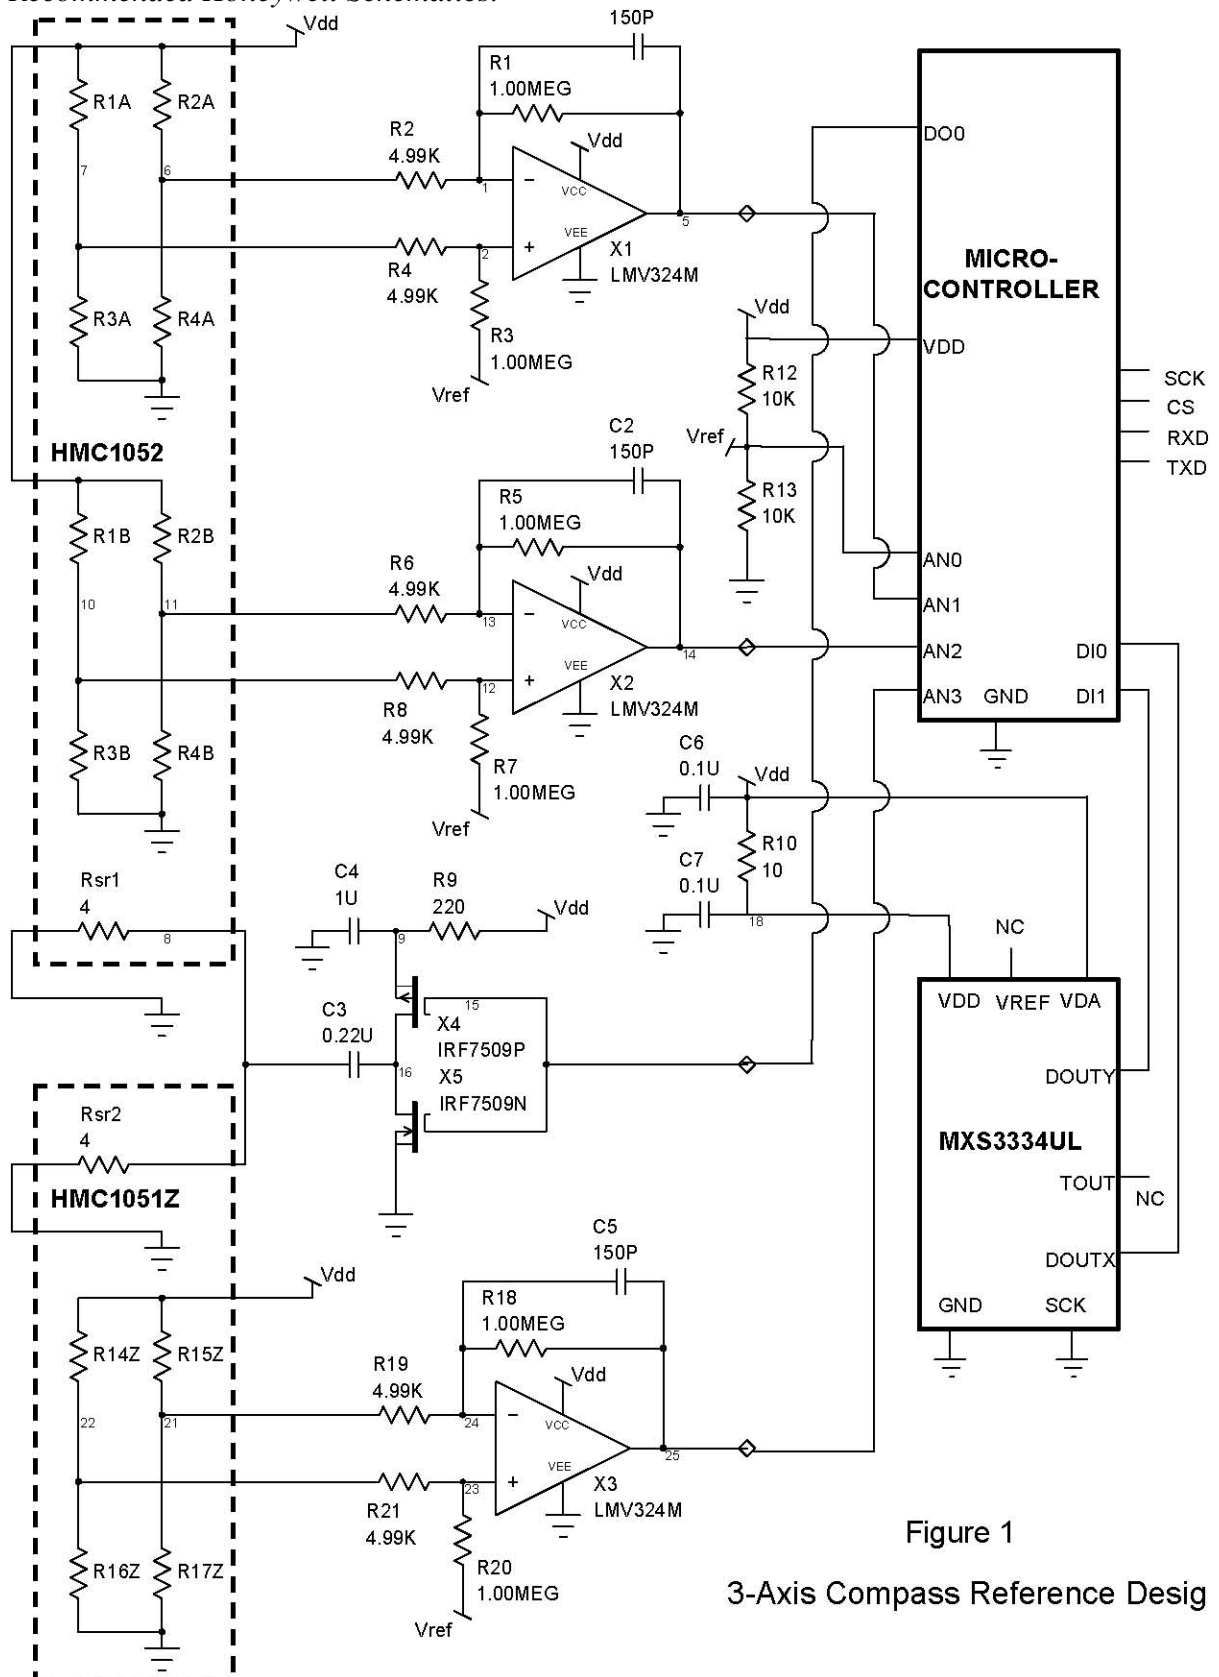 Recommended Honeywell Schematics.
Vdd
150P
R1
1.00MEG
R1A
R2A
R2
4.99K
Vdd
DO0
7
6
1
−
VCC
VEE
+
2
5
X1
LMV324M
R4
4.99K
R3A
R4A
R3
1.00MEG
Vref
MICRO-
CONTROLLER
Vdd
VDD
R12
10K
SCK
CS
RXD
TXD
HMC1052
C2
150P
Vref
R13
10K
R5
1.00MEG
R1B
R2B
R6
4.99K
Vdd
AN0
AN1
10
11
13
−
VCC
VEE
+
12
14
AN2
DI0
X2
LMV324M
AN3
GND
DI1
R8
4.99K
R3B
R4B
R7
1.00MEG
Vref
C6
0.1U
Vdd
R10
10
C7
0.1U
18
Rsr1
4
8
C4
1U
R9
220
Vdd
9
NC
VDD
VREF
VDA
C3
0.22U
15
X4
IRF7509P
16
X5
IRF7509N
DOUTY
MXS3334UL
Rsr2
4
HMC1051Z
TOUT
NC
C5
150P
DOUTX
Vdd
R18
1.00MEG
GND
SCK
R14Z
R15Z
R19
4.99K
Vdd
22
21
24
−
VCC
VEE
+
23
25
X3
LMV324M
R21
4.99K
R16Z
R17Z
R20
1.00MEG
Vref
Figure 1
3-Axis Compass Reference Desig